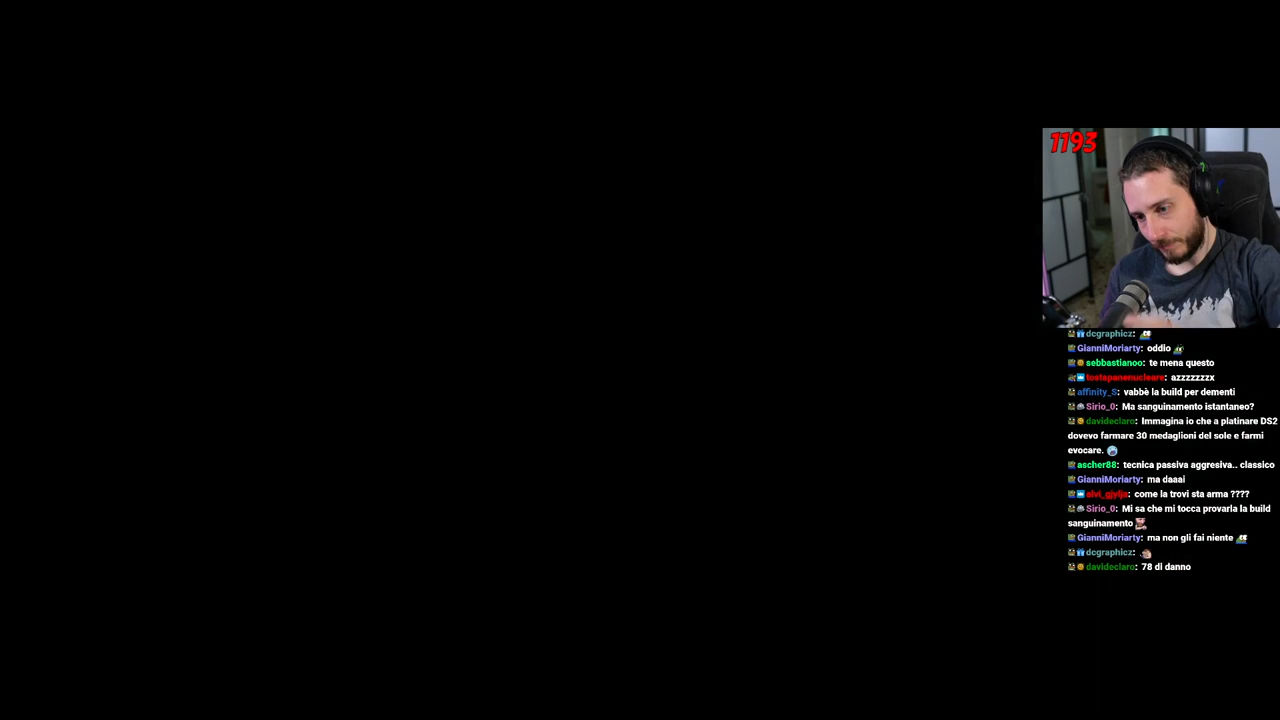 1193
dcgraphicz:
GianniMoriarty: oddio
sebbastianoo: te mena questo
tostapanenucleare: azzzzzzzx
affinity_S: vabbè la build per dementi
Sirio_0: Ma sanguinamento istantaneo?
davideclaro: Immagina io che a platinare DS2
dovevo farmare 30 medaglioni del sole e farmi
evocare.
ascher88: tecnica passiva aggresiva.. classico
GianniMoriarty: ma daaai
alvi_gjylja: come la trovi sta arma ????
Sirio_0: Mi sa che mi tocca provarla la build
sanguinamento
GianniMoriarty: ma non gli fai niente
dcgraphicz: .
davideclaro: 78 di danno